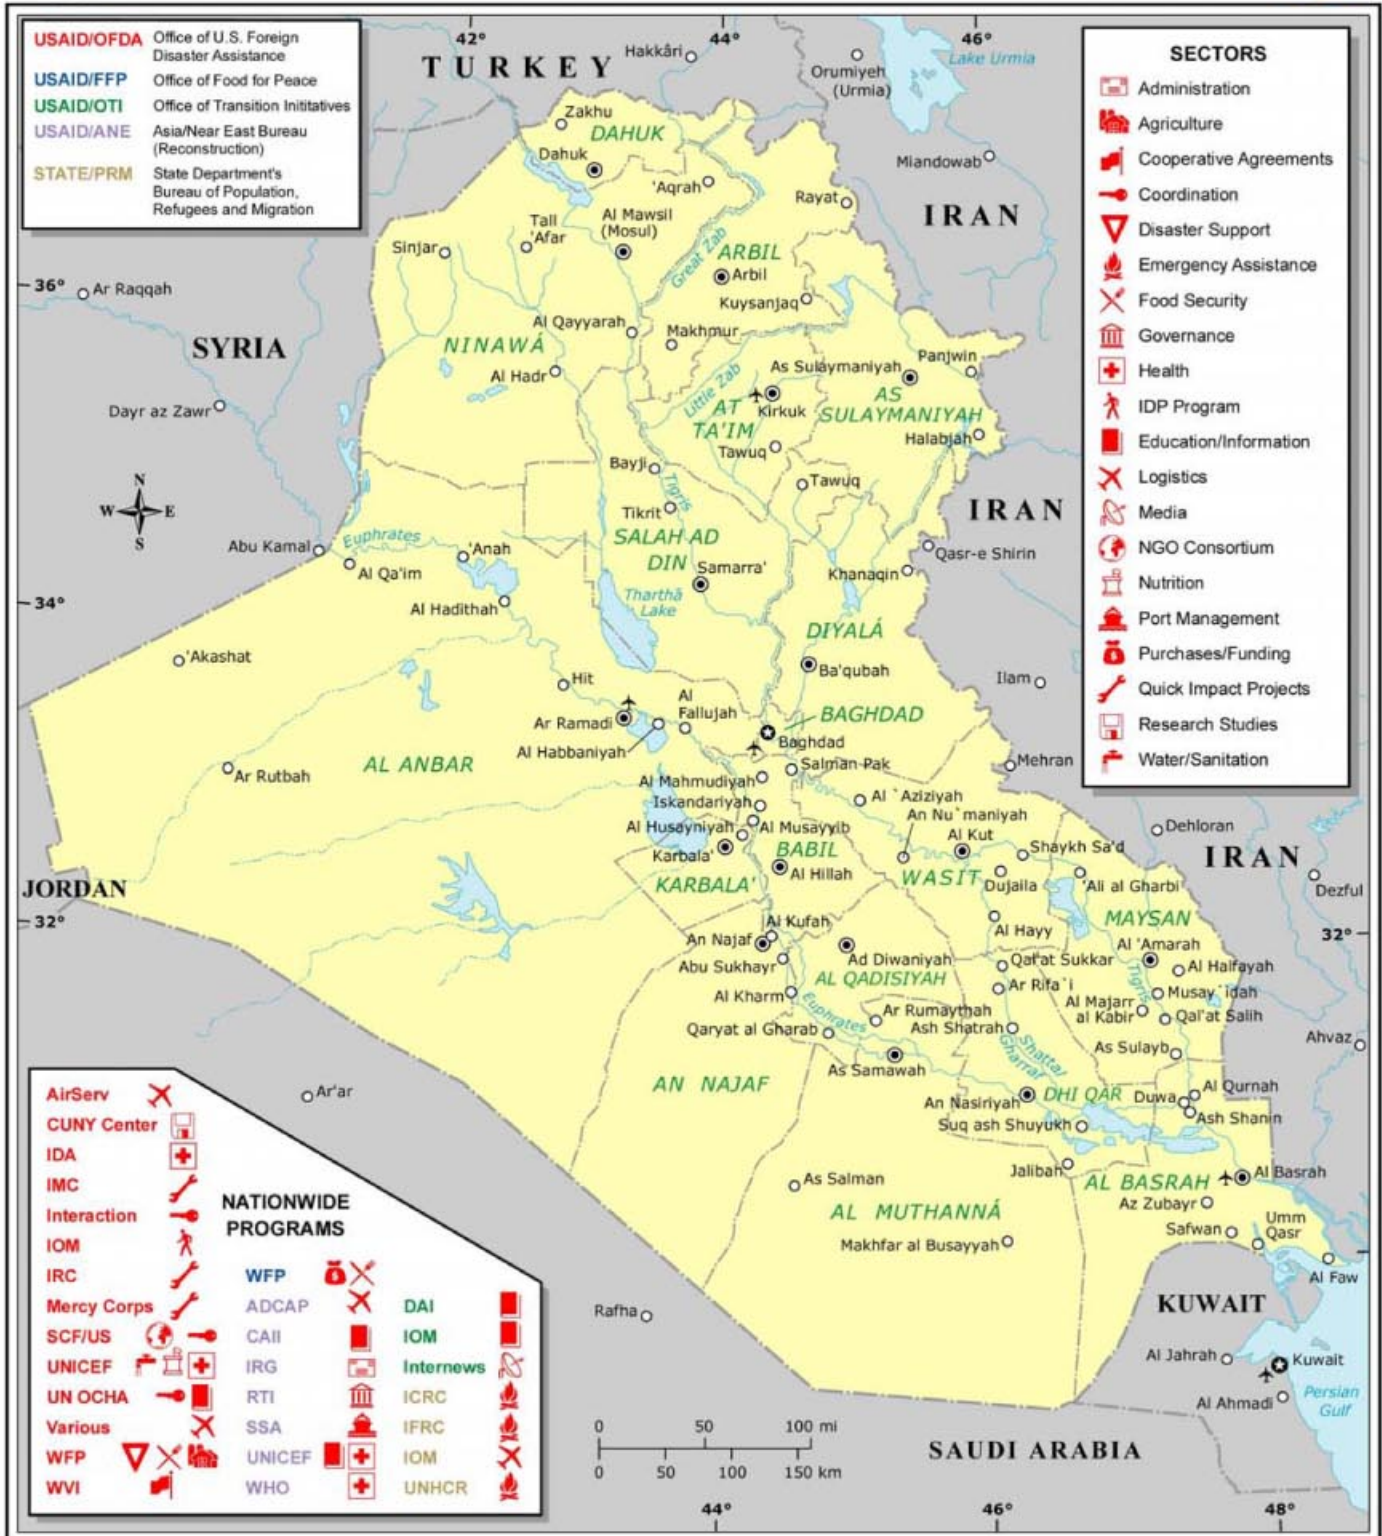 USAID/OFDA Office of U.S. Foreign
Disaster Assistance
USAID/FFP Office of Food for Peace
USAID/OTI Office of Transition Inititatives
USAID/ANE Asia/Near East Bureau
(Reconstruction)
STATE/PRM State Department's
Bureau of Population,
Refugees and Migration
SECTORS
Administration
Agriculture
Cooperative Agreements
Coordination
Disaster Support
Emergency Assistance
Food Security
Governance
Health
IDP Program
Education/Information
Logistics
Media
NGO Consortium
Nutrition
Port Management
Purchases/Funding
Quick Impact Projects
Research Studies
Water/Sanitation
42° 44° 46°
TURKEY
Hakkâri
Orumiyeh
(Urmia)
Lake Urmia
Zakhu
DAHUK
Dahuk
'Aqrah
Miandowab
Rayat
IRAN
Tall
'Afar
Al Mawsil
(Mosul)
Sinjar
Great Zab
ARBIL
Arbil
36°
Ar Raqqah
Kuysanjaq
Al Qayyarah
Makhmur
SYRIA
NINAWÁ
Al Hadr
Panjwin
As Sulaymaniyah
Little Zab
Kirkuk
AT
TA'IM
AS
SULAYMANIYAH
Dayr az Zawr
Halabjah
Tawuq
Bayji
Tigris
Tawuq
N
W E
S
Tikrit
IRAN
SALAH AD
DIN
Euphrates
Abu Kamal
'Anah
Al Qa'im
Qasr-e Shirin
Samarra'
Khanaqin
34°
Al Hadithah
Tharthā
Lake
DIYALÁ
'Akashat
Ba'qubah
Hit
Ilam
Al
Fallujah
Ar Ramadi
BAGHDAD
Baghdad
Al Habbaniyah
AL ANBAR
Ar Rutbah
Salman Pak
Mehran
Al Mahmudiyah
Iskandariyah
Al `Aziziyah
An Nu`maniyah
Al Husayniyah
Al Musayyib
Al Kut
Shaykh Sa'd
Dehloran
Karbala'
BABIL
Al Hillah
IRAN
KARBALA'
WASIT
Dujaila
'Ali al Gharbi
JORDAN
Dezful
32°
Al Kufah
Al Hayy
MAYSAN
32°
An Najaf
Al 'Amarah
Abu Sukhayr
Ad Diwaniyah
Qal'at Sukkar
Al Halfayah
AL QADISIYAH
Tigris
Al Kharm
Ar Rifa`i
Musay`idah
Euphrates
Al Majarr
al Kabir
Ar Rumaythah
Qal'at Salih
Qaryat al Gharab
Ash Shatrah
Shattal
Gharraf
Ahvaz
As Sulayb
As Samawah
AN NAJAF
Ar'ar
An Nasiriyah
DHI QAR
Duwa
Al Qurnah
Ash Shanin
Suq ash Shuyukh
Jalibah
As Salman
AL BASRAH
Al Basrah
Az Zubayr
AL MUTHANNÁ
Umm
Qasr
Safwan
Makhfar al Busayyah
Al Faw
Rafha
KUWAIT
Al Jahrah
Kuwait
Al Ahmadi
Persian
Gulf
SAUDI ARABIA
0 50 100 mi
0 50 100 150 km
44° 46° 48°
NATIONWIDE
PROGRAMS
AirServ
CUNY Center
IDA
IMC
Interaction
IOM
IRC
Mercy Corps
SCF/US
UNICEF
UN OCHA
Various
WFP
WVI
WFP
ADCAP
CAII
IRG
RTI
SSA
UNICEF
WHO
DAI
IOM
Internews
ICRC
IFRC
IOM
UNHCR